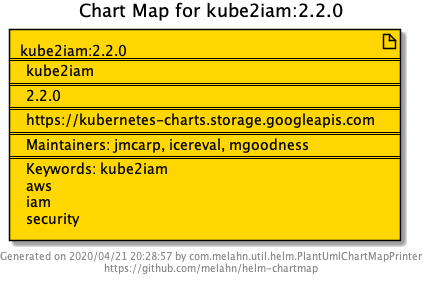 Chart Map for kube2iam:2.2.0
kube2iam:2.2.0
kube2iam
2.2.0
https://kubernetes-charts.storage.googleapis.com
Maintainers: jmcarp, icereval, mgoodness
Keywords: kube2iam
aws
iam
security
Generated on 2020/04/21 20:28:57 by com.melahn.util.helm.PlantUmlChartMapPrinter
https://github.com/melahn/helm-chartmap